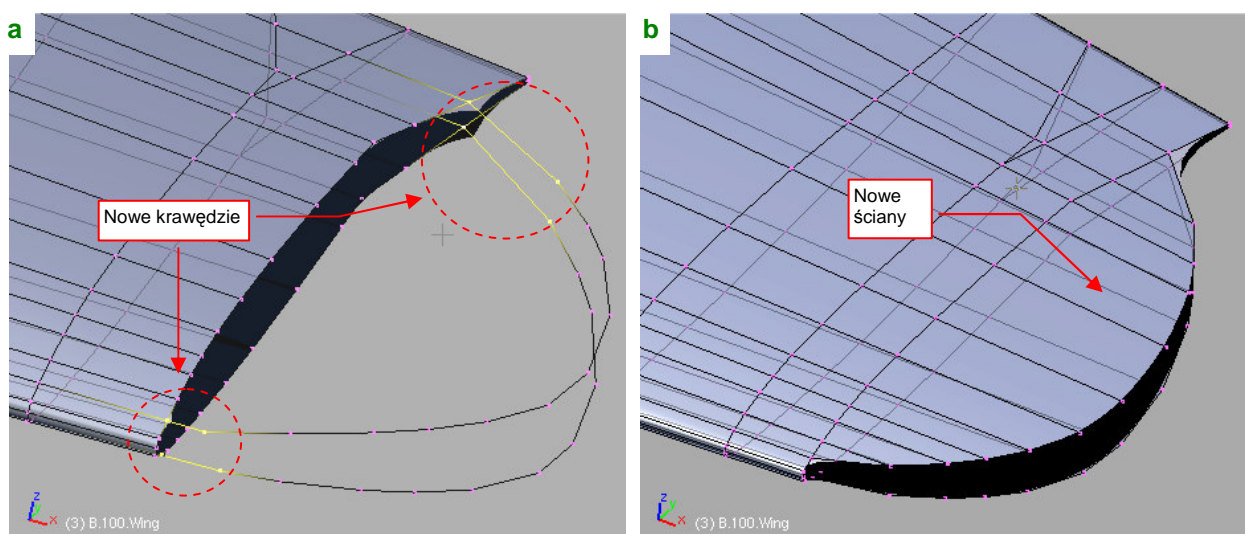 a
Nowe krawędzie
z
y
x
(3) B.100.Wing
b
Nowe
ściany
z
y
x
(3) B.100.Wing